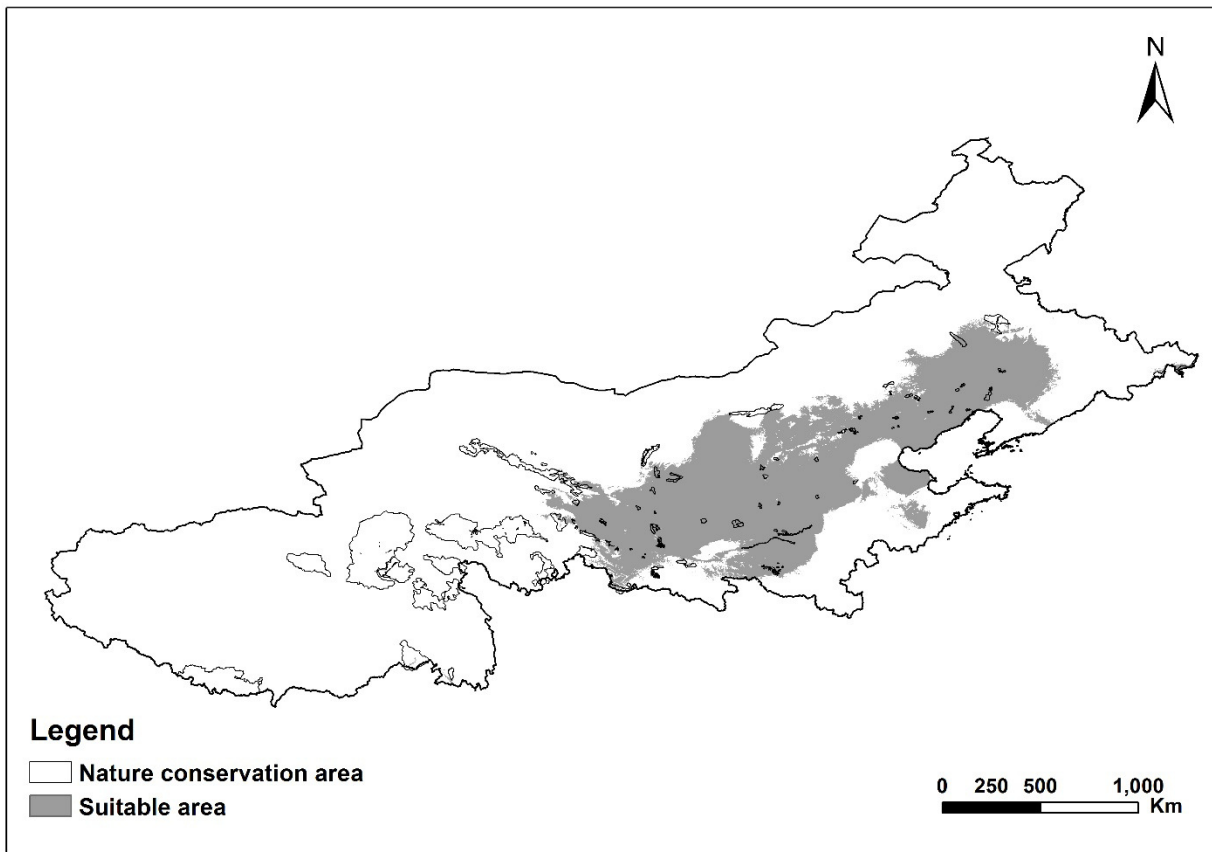 N
Legend
Nature conservation area
Suitable area
0 250 500 1,000
Km